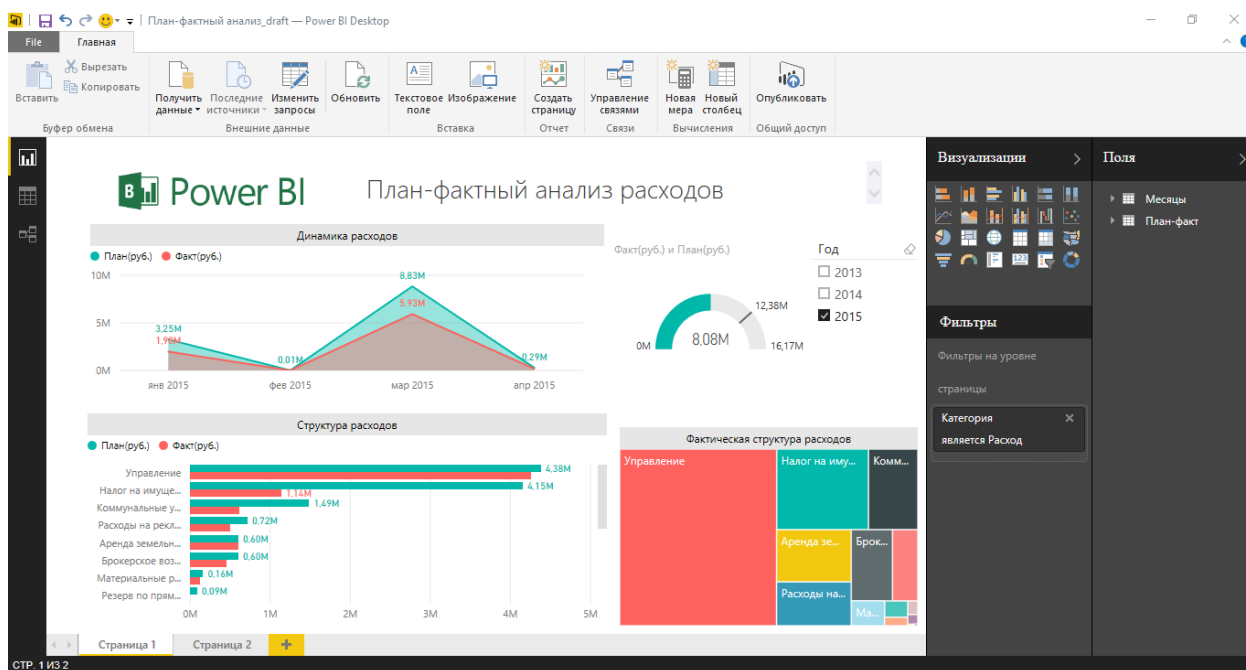 План-фактный анализ_draft — Power BI Desktop
File Главная
Вставить
Вырезать
Копировать
Получить данные
Последние источники
Изменить запросы
Обновить
Текстовое поле
Изображение
Создать страницу
Управление связями
Новая мера
Новый столбец
Опубликовать
Буфер обмена
Внешние данные
Вставка
Отчет
Связи
Вычисления
Общий доступ
B
Power BI
План-фактный анализ расходов
Динамика расходов
План(руб.) Факт(руб.)
10M
5M
0M
3,25M
1,90M
0,01M
8,83M
5,93M
0,29M
янв 2015 фев 2015 мар 2015 апр 2015
Факт(руб.) и План(руб.)
12,38M
0M 8,08M 16,17M
Год
2013
2014
2015
Структура расходов
План(руб.) Факт(руб.)
Управление 4,38M
Налог на имуще... 4,15M
1,14M
Коммунальные у... 1,49M
Расходы на рекл... 0,72M
Аренда земельн... 0,60M
Брокерское воз... 0,60M
Материальные р... 0,16M
Резерв по прям... 0,09M
0M 1M 2M 3M 4M 5M
Фактическая структура расходов
Управление
Налог на иму...
Комм...
Аренда зе...
Брок...
Расходы на...
Ма...
Визуализации
123
Фильтры
Фильтры на уровне
страницы
Категория
является Расход
Поля
Месяцы
План-факт
Страница 1 Страница 2
СТР. 1 ИЗ 2